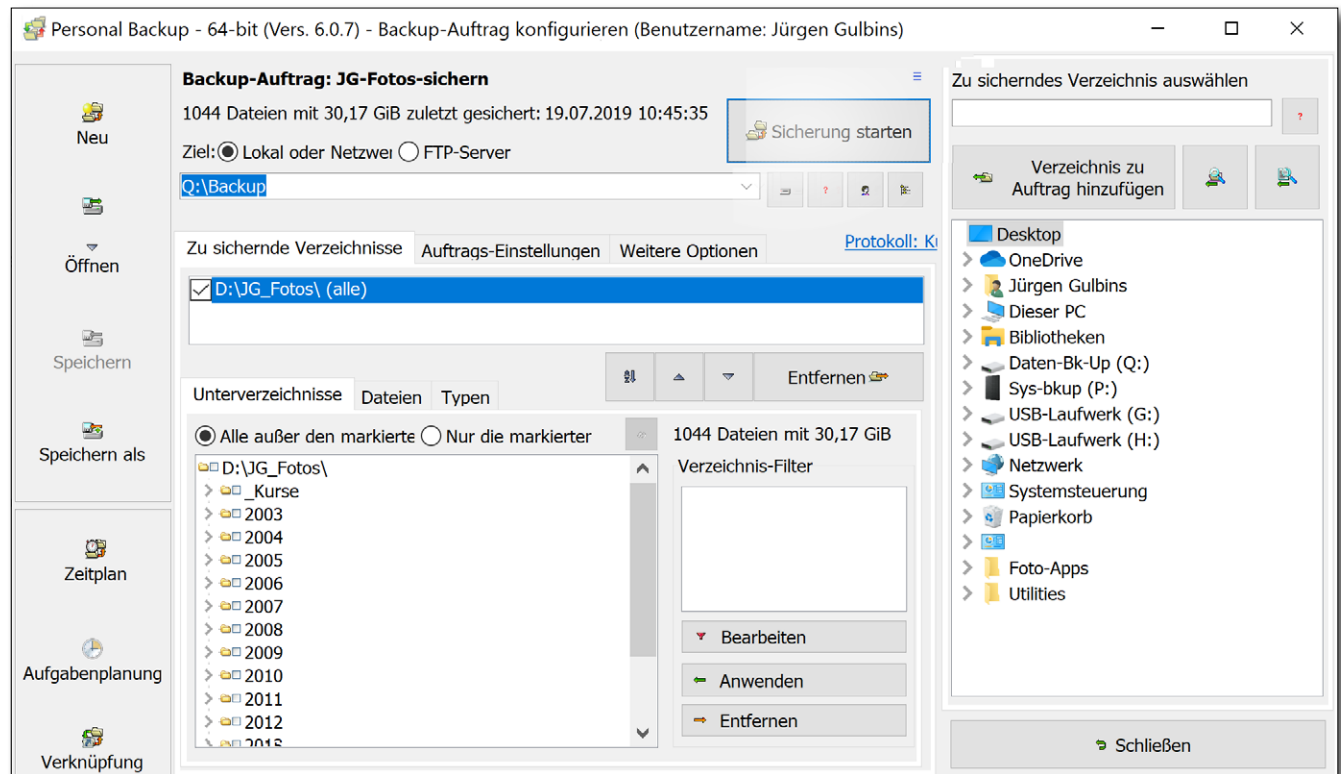 Personal Backup - 64-bit (Vers. 6.0.7) - Backup-Auftrag konfigurieren (Benutzername: Jürgen Gulbins)
Neu
Öffnen
Speichern
Speichern als
Zeitplan
Aufgabenplanung
Verknüpfung
Backup-Auftrag: JG-Fotos-sichern
1044 Dateien mit 30,17 GiB zuletzt gesichert: 19.07.2019 10:45:35
Sicherung starten
Ziel: Lokal oder Netzwer FTP-Server
Q:\Backup
Zu sichernde Verzeichnisse Auftrags-Einstellungen Weitere Optionen Protokoll: K
D:\JG_Fotos\ (alle)
Entfernen
Unterverzeichnisse Dateien Typen
Alle außer den markierte Nur die markierter
D:\JG_Fotos\
_Kurse
2003
2004
2005
2006
2007
2008
2009
2010
2011
2012
1044 Dateien mit 30,17 GiB
Verzeichnis-Filter
Bearbeiten
Anwenden
Entfernen
Zu sicherndes Verzeichnis auswählen
Verzeichnis zu
Auftrag hinzufügen
Desktop
OneDrive
Jürgen Gulbins
Dieser PC
Bibliotheken
Daten-Bk-Up (Q:)
Sys-bkup (P:)
USB-Laufwerk (G:)
USB-Laufwerk (H:)
Netzwerk
Systemsteuerung
Papierkorb
Foto-Apps
Utilities
Schließen